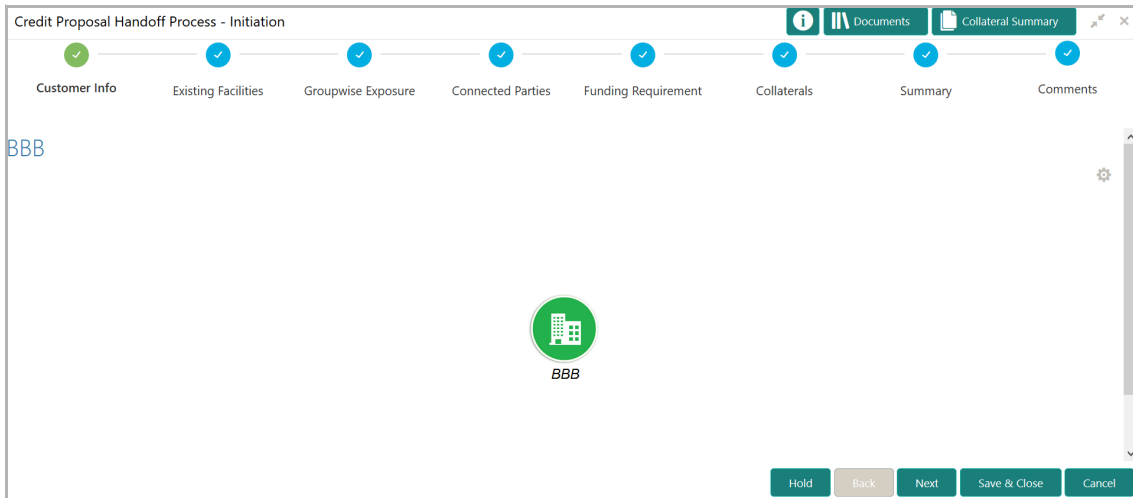 Credit Proposal Handoff Process - Initiation
Documents
Collateral Summary
Customer Info
Existing Facilities
Groupwise Exposure
Connected Parties
Funding Requirement
Collaterals
Summary
Comments
BBB
BBB
Hold
Back
Next
Save & Close
Cancel